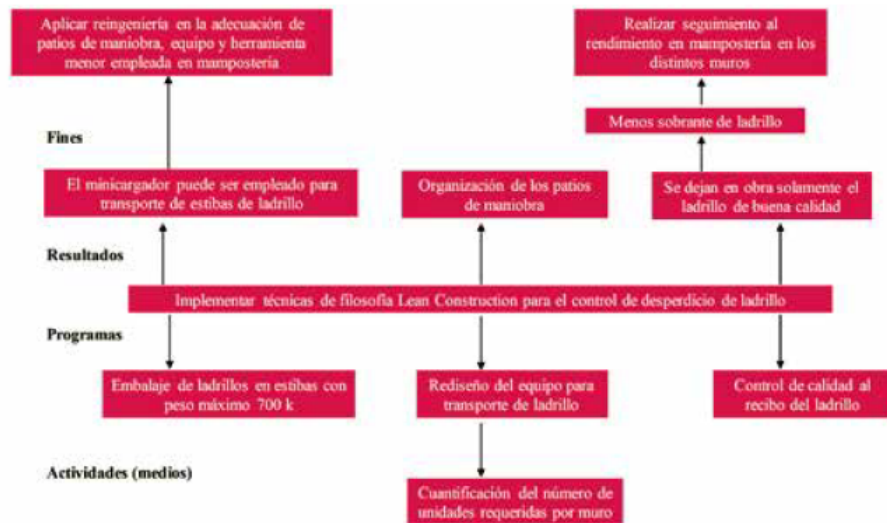 Aplicar reingeniería en la adecuación de
patios de maniobra, equipo y herramienta
menor empleada en mampostería
Realizar seguimiento al
rendimiento en mampostería en los
distintos muros
Menos sobrante de ladrillo
Fines
El minicargador puede ser empleado para
transporte de estibas de ladrillo
Organización de los patios
de maniobra
Se dejan en obra solamente el
ladrillo de buena calidad
Resultados
Implementar técnicas de filosofía Lean Construction para el control de desperdicio de ladrillo
Programas
Embalaje de ladrillos en estibas con
peso máximo 700 k
Rediseño del equipo para
transporte de ladrillo
Control de calidad al
recibo del ladrillo
Actividades (medios)
Cuantificación del número de
unidades requeridas por muro